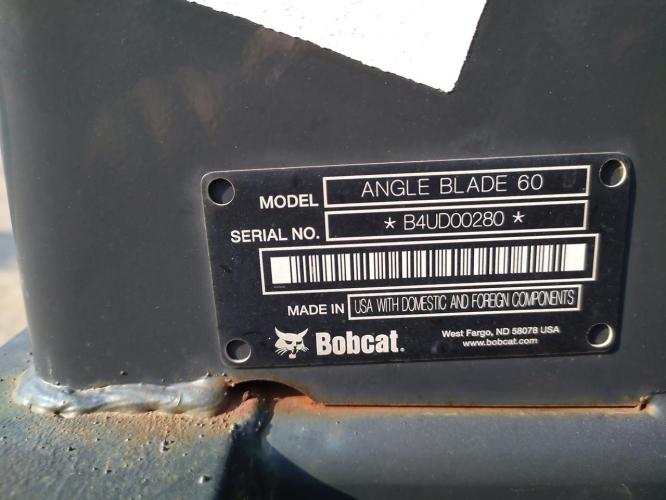 MODEL ANGLE BLADE 60
SERIAL NO. * B4UD00280 *
MADE IN USA WITH DOMESTIC AND FOREIGN COMPONENTS
Bobcat.
West Fargo, ND 58078 USA
www.bobcat.com